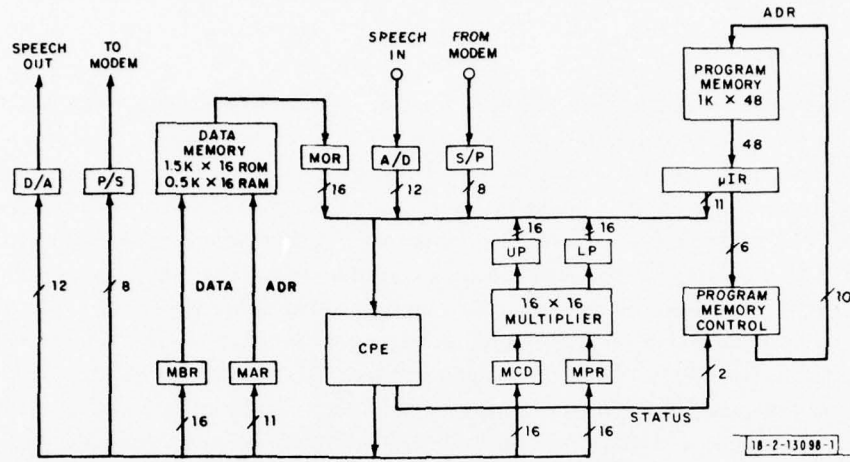 ADR
SPEECH
OUT
TO
MODEM
SPEECH
IN
FROM
MODEM
PROGRAM
MEMORY
1K × 48
48
DATA
MEMORY
1.5K × 16 ROM
0.5K × 16 RAM
D/A
P/S
MOR
A/D
S/P
μIR
16
12
8
11
16
16
UP
LP
6
12
8
DATA
ADR
16 × 16
MULTIPLIER
PROGRAM
MEMORY
CONTROL
10
CPE
MBR
MAR
MCD
MPR
2
STATUS
16
11
16
16
18-2-13098-1